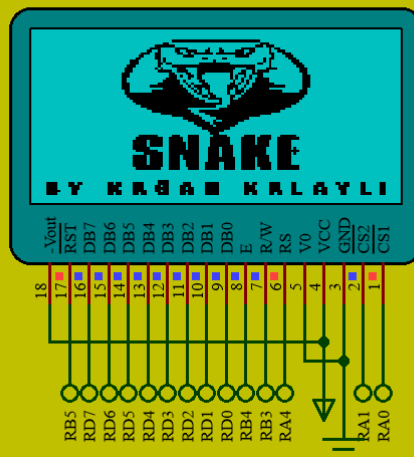 SNAKE
BY KAĞAN KALAYLI
-Vout RST DB7 DB6 DB5 DB4 DB3 DB2 DB1 DB0 E R/W RS V0 VCC GND CS2 CS1
18 17 16 15 14 13 12 11 10 9 8 7 6 5 4 3 2 1
RB5 RD7 RD6 RD5 RD4 RD3 RD2 RD1 RD0 RB4 RB3 RA4 RA1 RA0